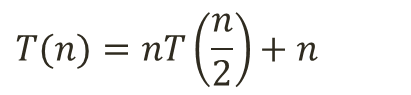 T(n) = nT(n/2) + n